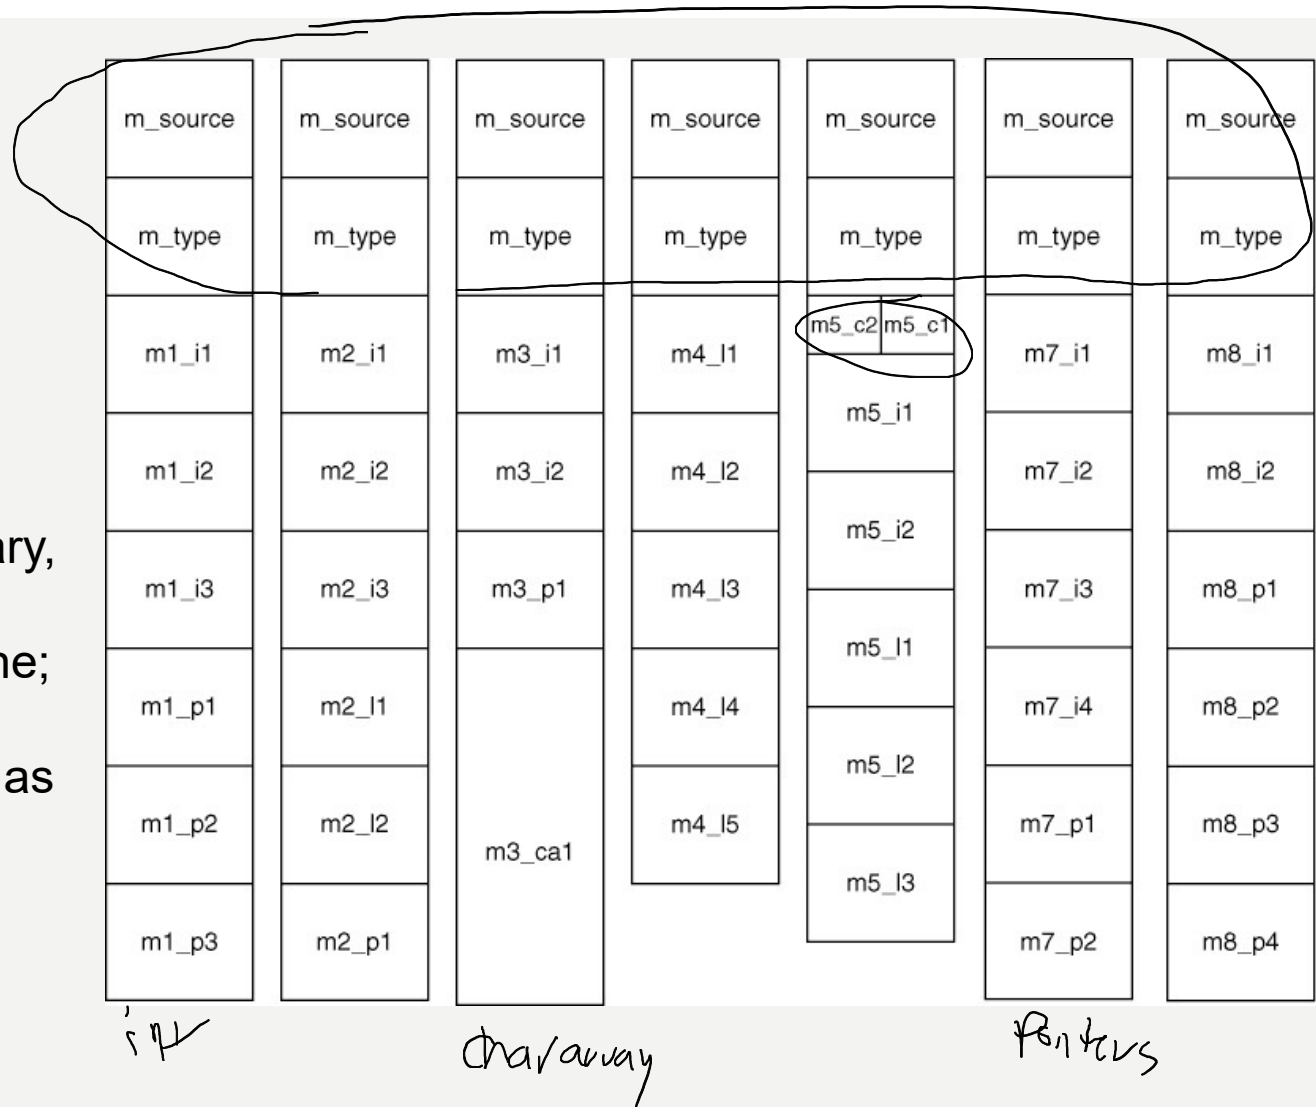 m_source m_source m_source m_source m_source m_source m_source
m_type m_type m_type m_type m_type m_type m_type
m5_c2 m5_c1
m1_i1 m2_i1 m3_i1 m4_l1 m7_i1 m8_i1
m5_i1
m1_i2 m2_i2 m3_i2 m4_l2 m7_i2 m8_i2
m5_i2
ary,
m1_i3 m2_i3 m3_p1 m4_l3 m7_i3 m8_p1
m5_l1
ne;
m1_p1 m2_l1 m4_l4 m7_i4 m8_p2
m5_l2
as
m1_p2 m2_l2 m4_l5 m7_p1 m8_p3
m3_ca1
m5_l3
m1_p3 m2_p1 m7_p2 m8_p4
int chararray Pointers